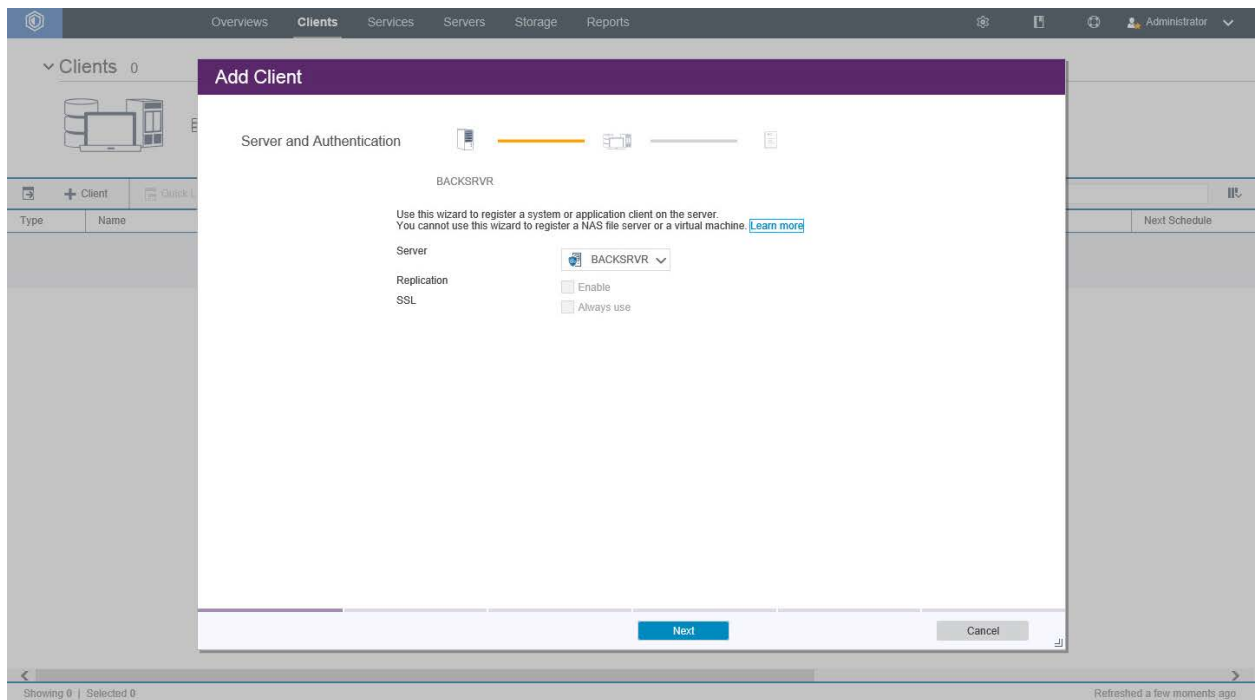 Overviews Clients Services Servers Storage Reports Administrator
Clients 0
Add Client
Server and Authentication
BACKSRVR
Use this wizard to register a system or application client on the server.
You cannot use this wizard to register a NAS file server or a virtual machine. Learn more
Server BACKSRVR
Replication Enable
SSL Always use
Client Quick L
Type Name Next Schedule
Next Cancel
Showing 0 | Selected 0 Refreshed a few moments ago